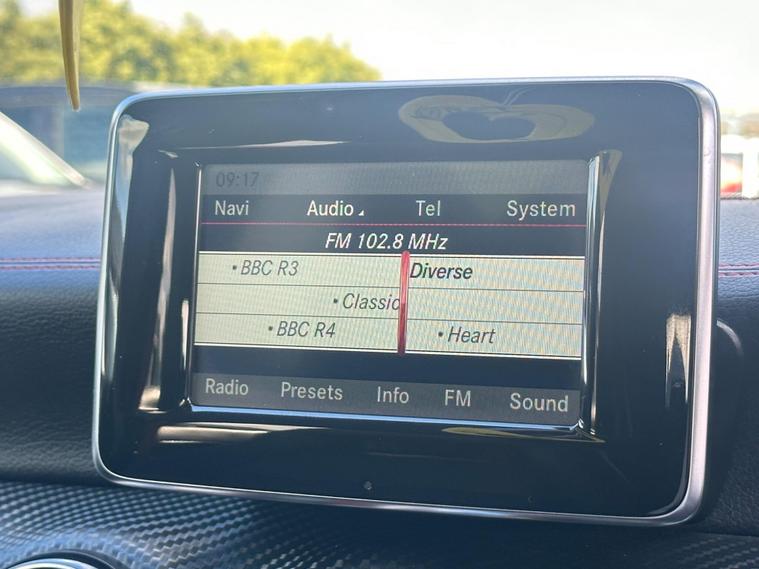 09:17
Navi Audio Tel System
FM 102.8 MHz
• BBC R3 Diverse
• Classic
• BBC R4 • Heart
Radio Presets Info FM Sound